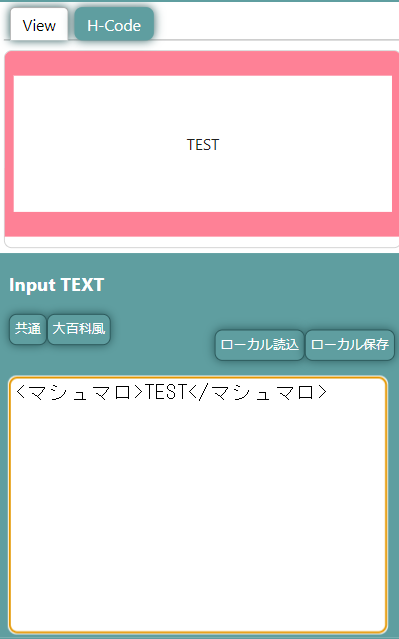 View H-Code
TEST
Input TEXT
共通 大百科風
ローカル読込 ローカル保存
<マシュマロ>TEST</マシュマロ>